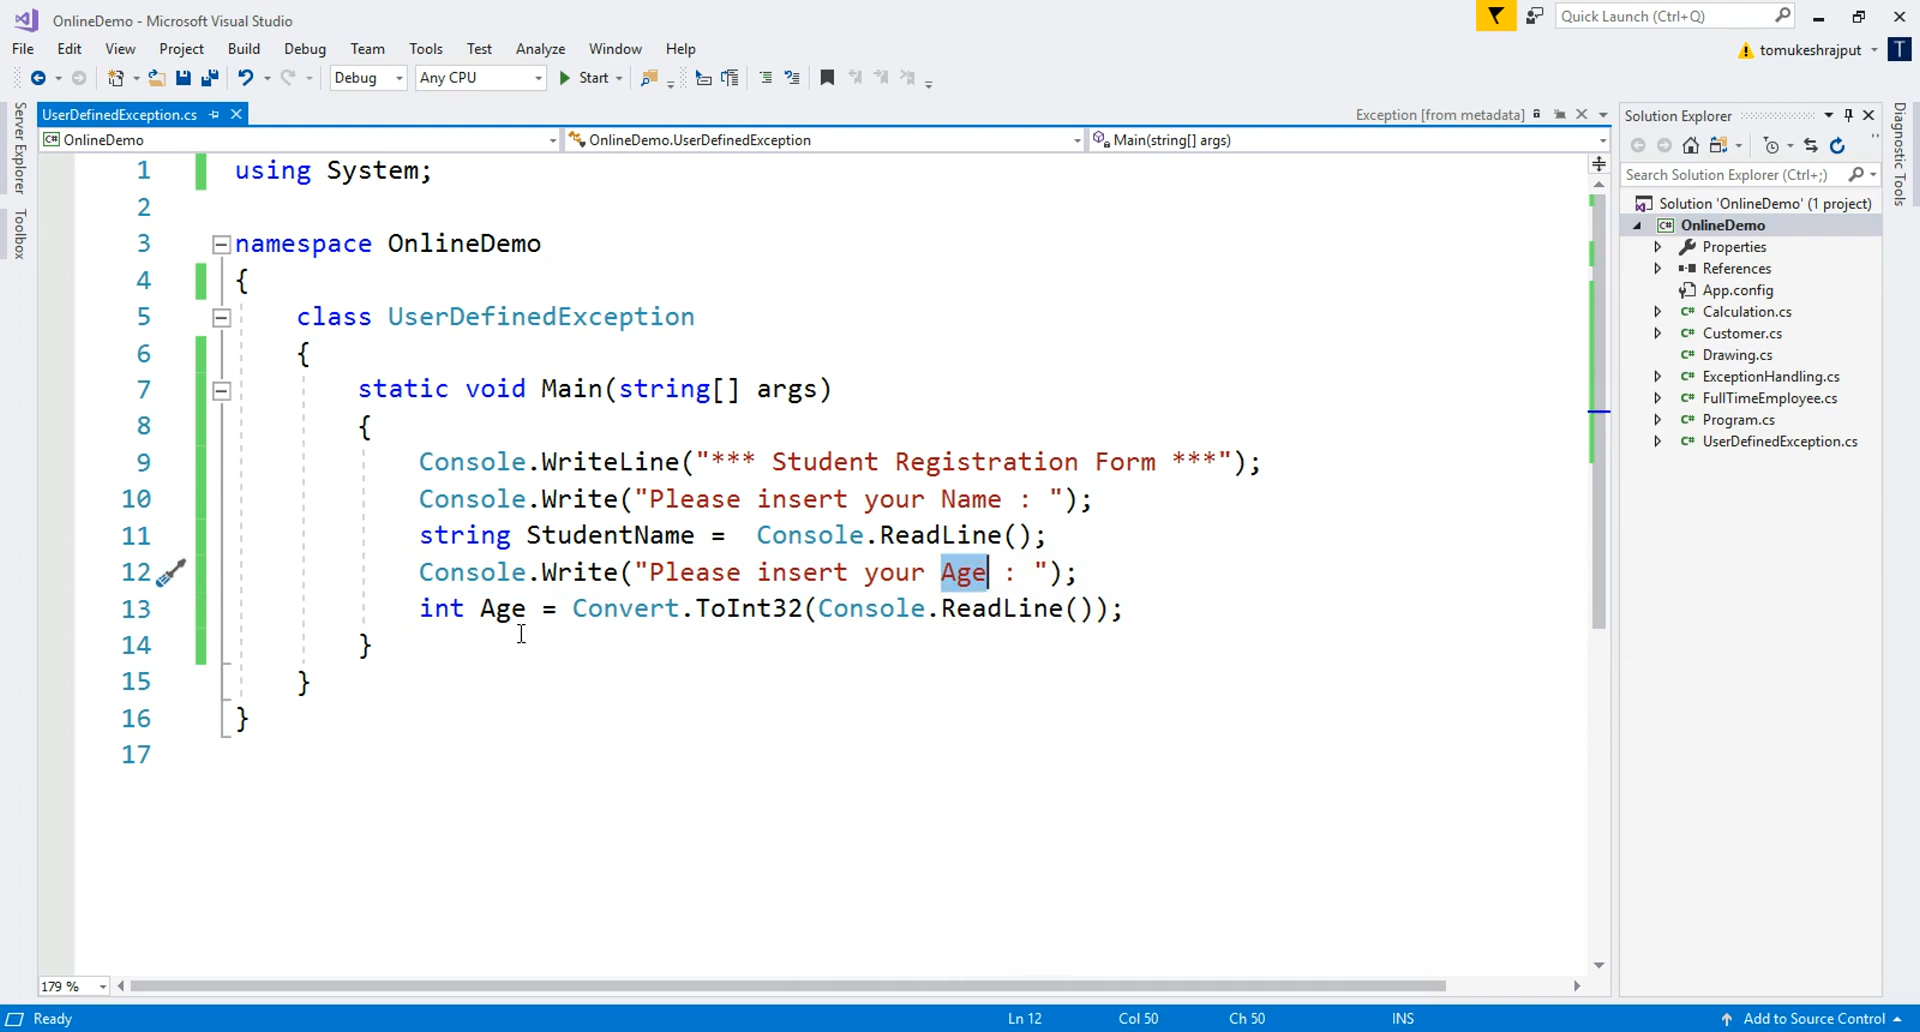 OnlineDemo - Microsoft Visual Studio
Quick Launch (Ctrl+Q)
File Edit View Project Build Debug Team Tools Test Analyze Window Help
tomukeshrajput T
Debug Any CPU Start
UserDefinedException.cs
Exception [from metadata]
Solution Explorer
OnlineDemo OnlineDemo.UserDefinedException Main(string[] args)
Search Solution Explorer (Ctrl+;)
Server Explorer
Toolbox
Diagnostic Tools
1 using System;
2
3 namespace OnlineDemo
4 {
5 class UserDefinedException
6 {
7 static void Main(string[] args)
8 {
9 Console.WriteLine("*** Student Registration Form ***");
10 Console.Write("Please insert your Name : ");
11 string StudentName =  Console.ReadLine();
12 Console.Write("Please insert your Age : ");
13 int Age = Convert.ToInt32(Console.ReadLine());
14 }
15 }
16 }
17
Solution 'OnlineDemo' (1 project)
C# OnlineDemo
Properties
References
App.config
C# Calculation.cs
C# Customer.cs
C# Drawing.cs
C# ExceptionHandling.cs
C# FullTimeEmployee.cs
C# Program.cs
C# UserDefinedException.cs
179 %
Ready Ln 12 Col 50 Ch 50 INS Add to Source Control